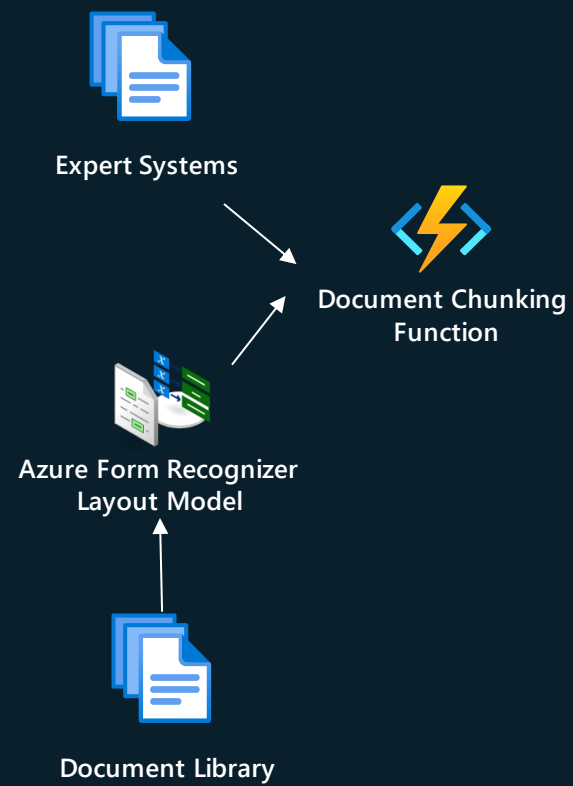 Expert Systems
Document Chunking
Function
Azure Form Recognizer
Layout Model
Document Library